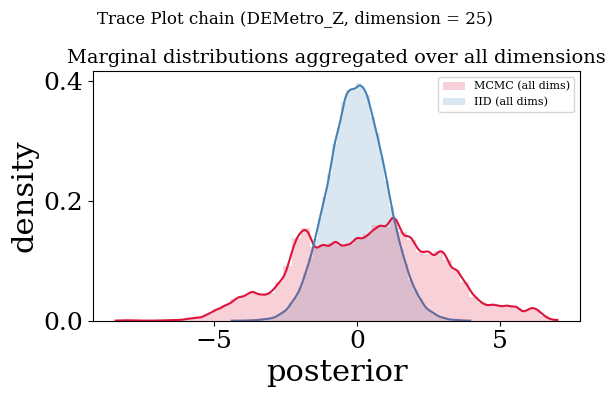 Trace Plot chain (DEMetro_Z, dimension = 25)
Marginal distributions aggregated over all dimensions
MCMC (all dims)
IID (all dims)
density
0.4
0.2
0.0
−5
0
5
posterior